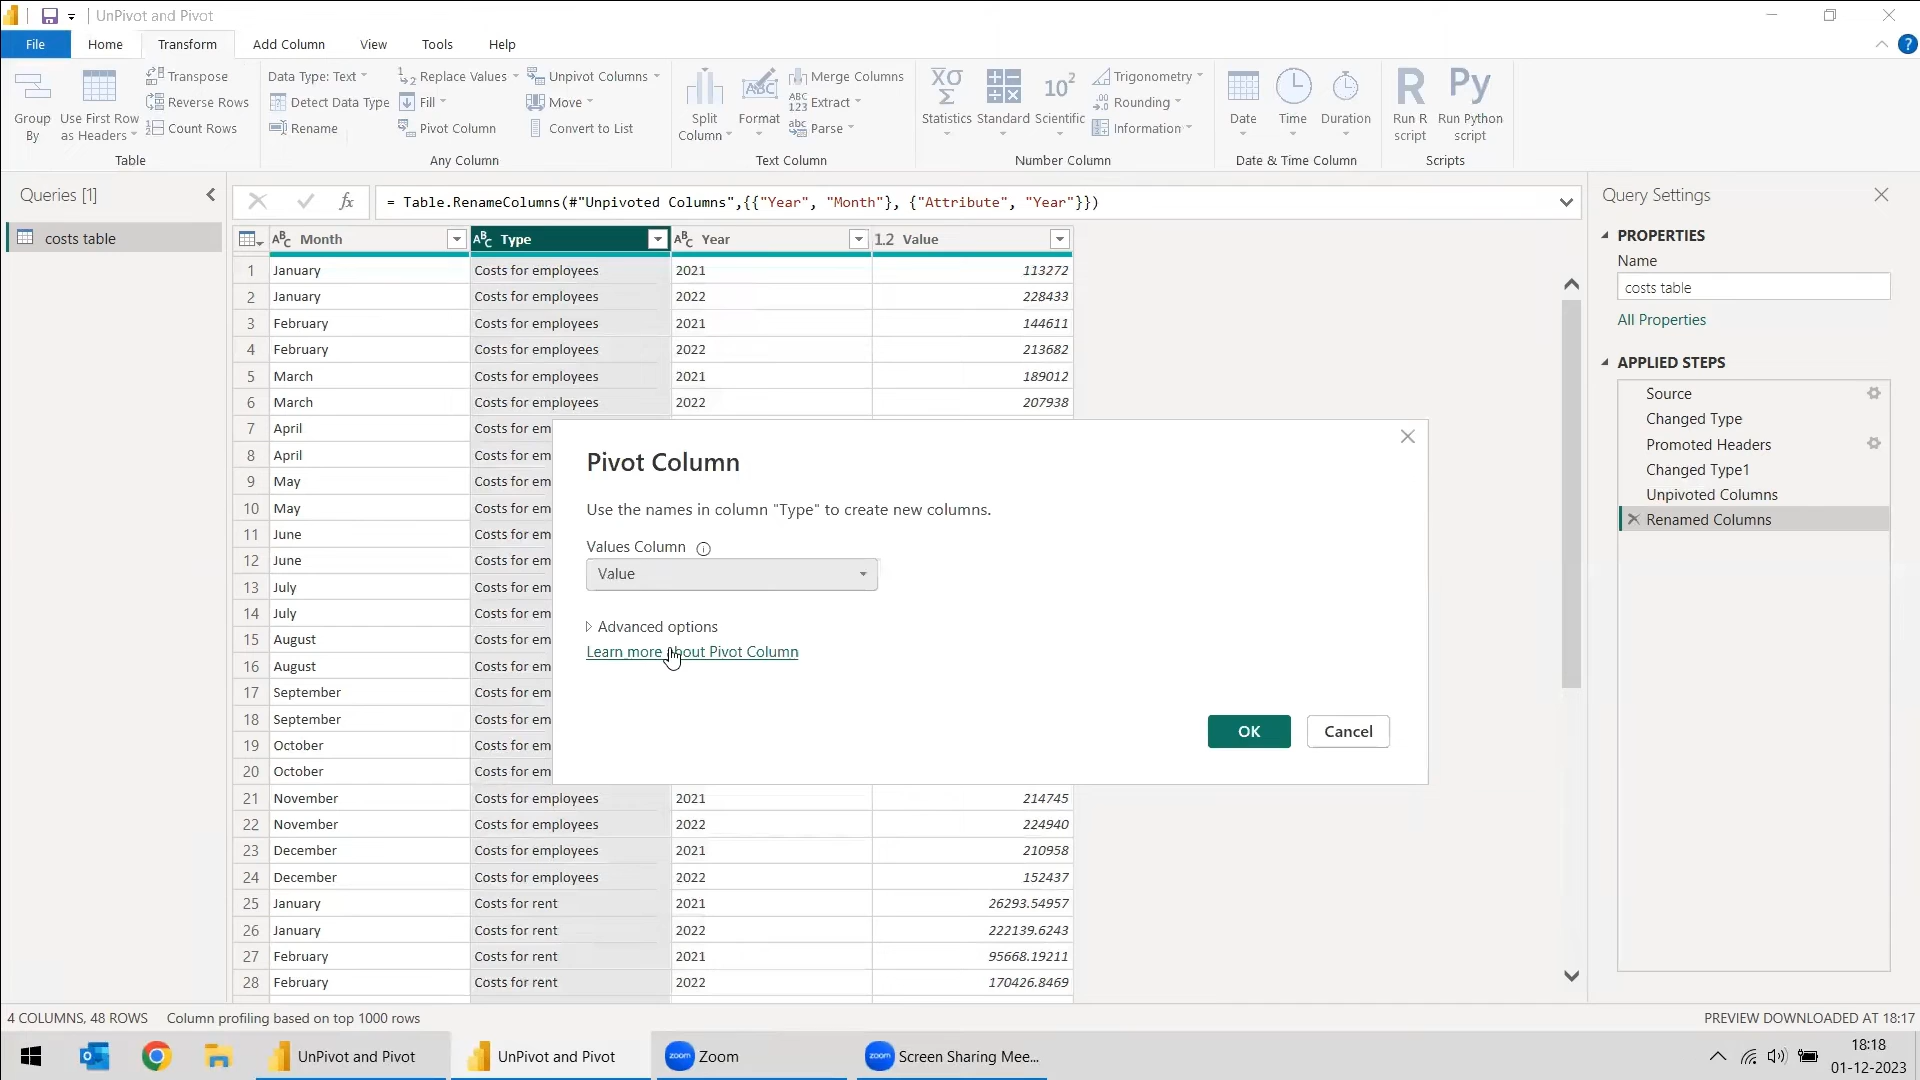 UnPivot and Pivot
File Home Transform Add Column View Tools Help
Group By
Use First Row as Headers
Transpose
Reverse Rows
Count Rows
Table
Data Type: Text
Detect Data Type
Rename
Replace Values
Fill
Pivot Column
Unpivot Columns
Move
Convert to List
Any Column
Split Column
Format
Merge Columns
Extract
Parse
Text Column
Statistics
Standard
Scientific
Trigonometry
Rounding
Information
Number Column
Date
Time
Duration
Date & Time Column
Run R script
Run Python script
Scripts
Queries [1]
costs table
= Table.RenameColumns(#"Unpivoted Columns",{{"Year", "Month"}, {"Attribute", "Year"}})
Month Type Year 1.2 Value
1 January Costs for employees 2021 113272
2 January Costs for employees 2022 228433
3 February Costs for employees 2021 144611
4 February Costs for employees 2022 213682
5 March Costs for employees 2021 189012
6 March Costs for employees 2022 207938
7 April Costs for em
8 April Costs for em
9 May Costs for em
10 May Costs for em
11 June Costs for em
12 June Costs for em
13 July Costs for em
14 July Costs for em
15 August Costs for em
16 August Costs for em
17 September Costs for em
18 September Costs for em
19 October Costs for em
20 October Costs for em
21 November Costs for employees 2021 214745
22 November Costs for employees 2022 224940
23 December Costs for employees 2021 210958
24 December Costs for employees 2022 152437
25 January Costs for rent 2021 26293.54957
26 January Costs for rent 2022 222139.6243
27 February Costs for rent 2021 95668.19211
28 February Costs for rent 2022 170426.8469
Pivot Column
Use the names in column "Type" to create new columns.
Values Column
Value
Advanced options
Learn more about Pivot Column
OK Cancel
Query Settings
PROPERTIES
Name
costs table
All Properties
APPLIED STEPS
Source
Changed Type
Promoted Headers
Changed Type1
Unpivoted Columns
Renamed Columns
4 COLUMNS, 48 ROWS Column profiling based on top 1000 rows
PREVIEW DOWNLOADED AT 18:17
UnPivot and Pivot
UnPivot and Pivot
zoom Zoom
zoom Screen Sharing Mee...
18:18
01-12-2023